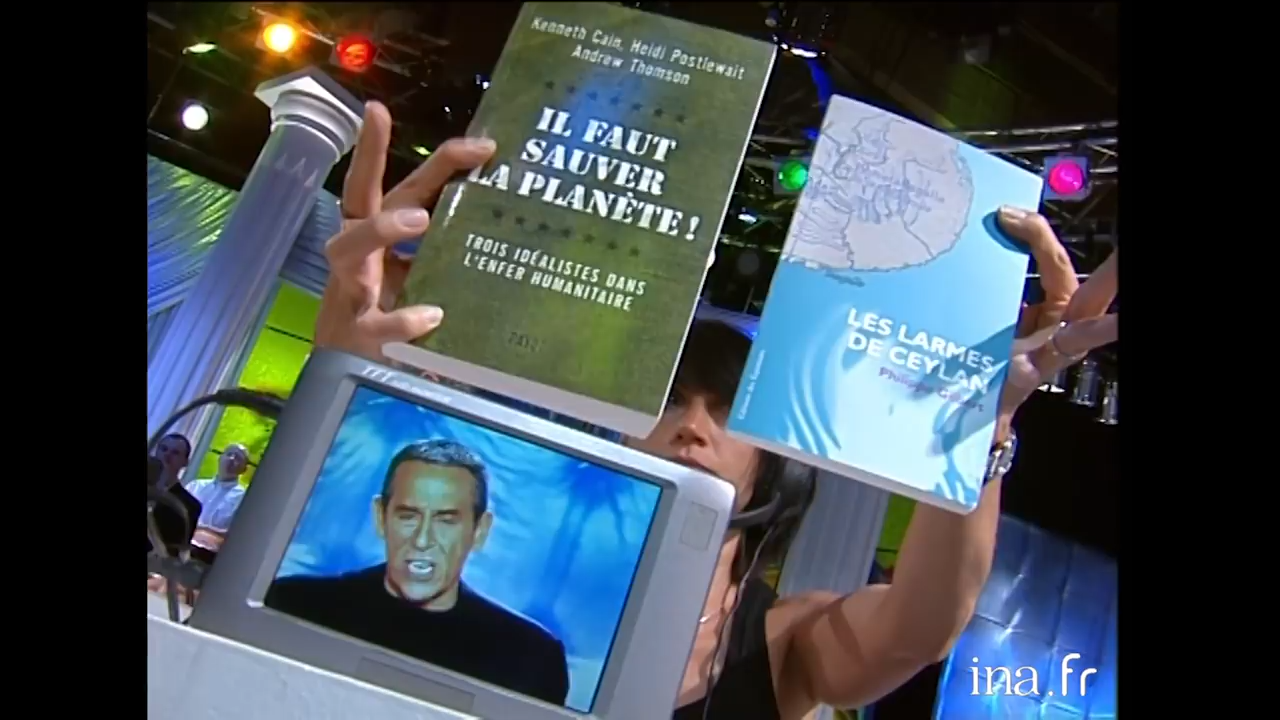 Kenneth Cain, Heidi Postlewait
Andrew Thomson
IL FAUT
SAUVER
LA PLANÈTE !
TROIS IDÉALISTES DANS
L'ENFER HUMANITAIRE
PAYOT
LES LARMES
DE CEYLAN
ina.fr